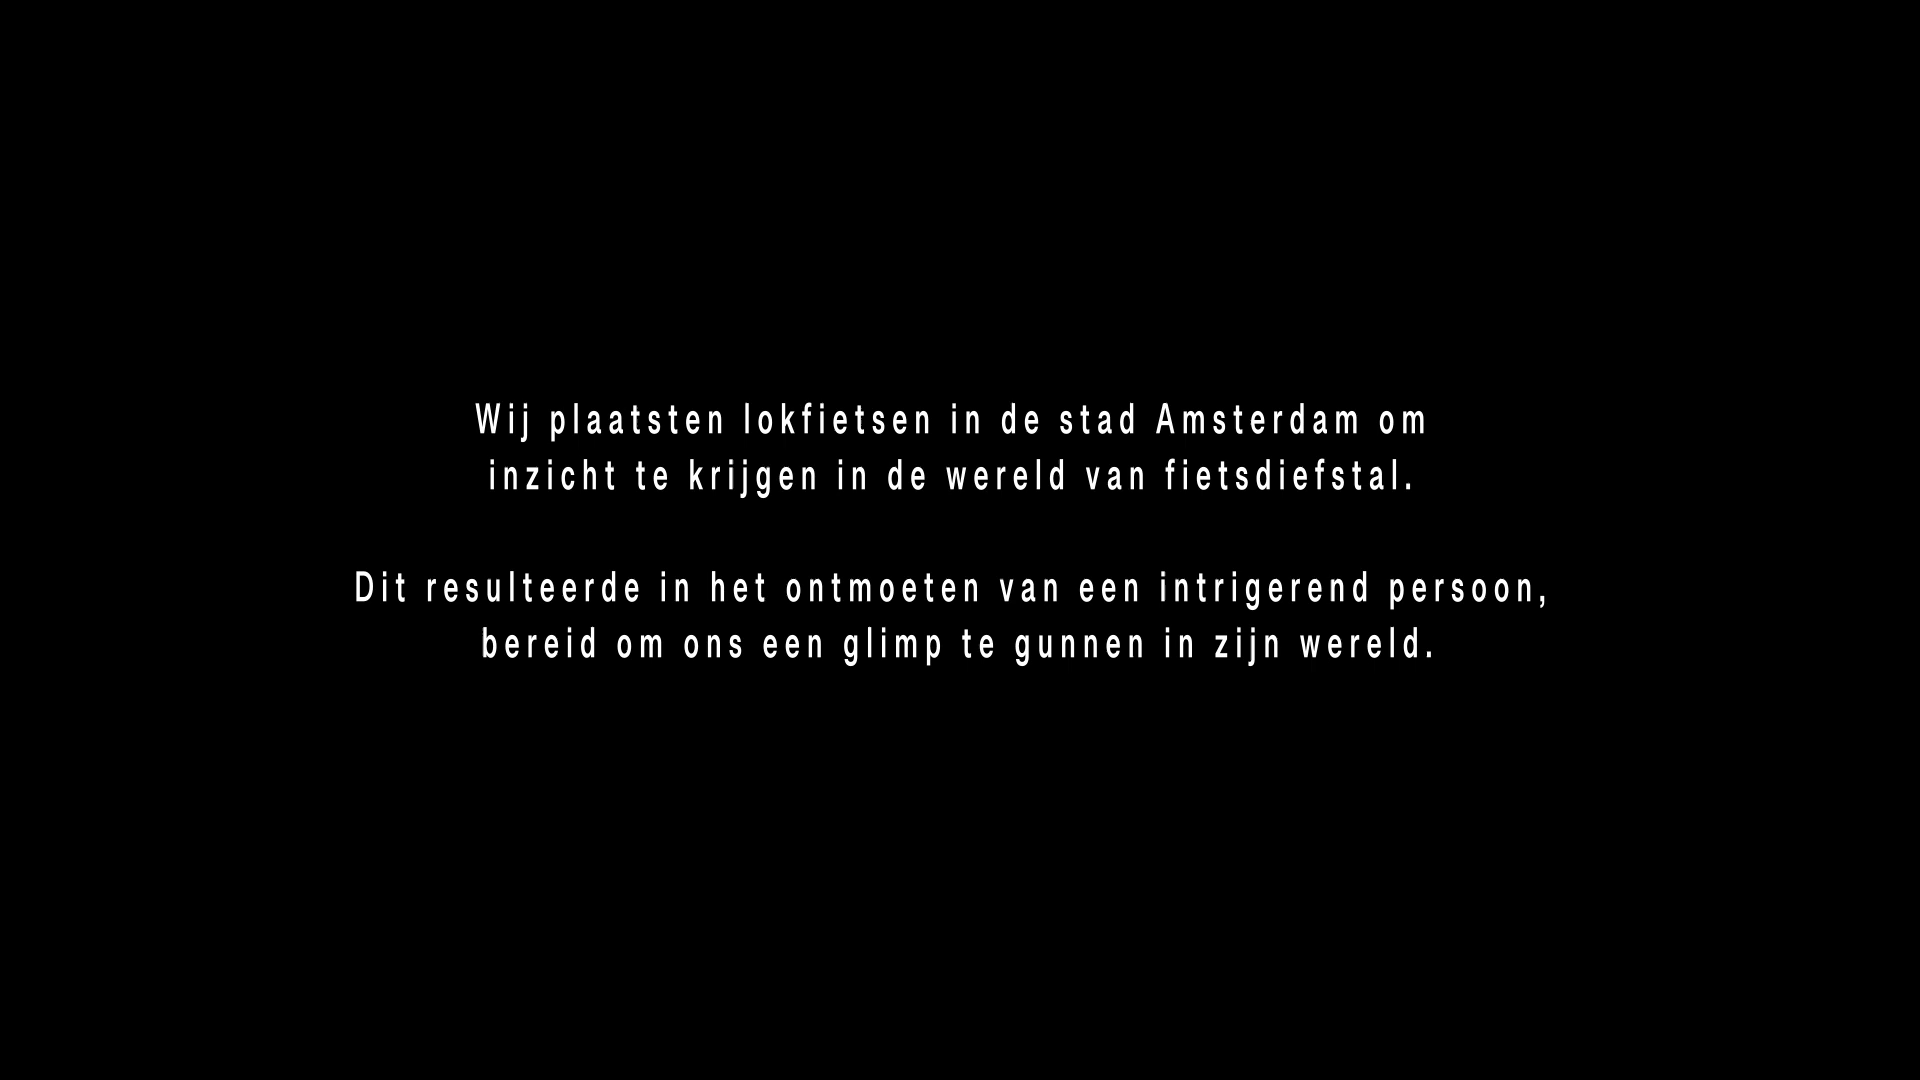 Wij plaatsten lokfietsen in de stad Amsterdam om
inzicht te krijgen in de wereld van fietsdiefstal.
Dit resulteerde in het ontmoeten van een intrigerend persoon,
bereid om ons een glimp te gunnen in zijn wereld.